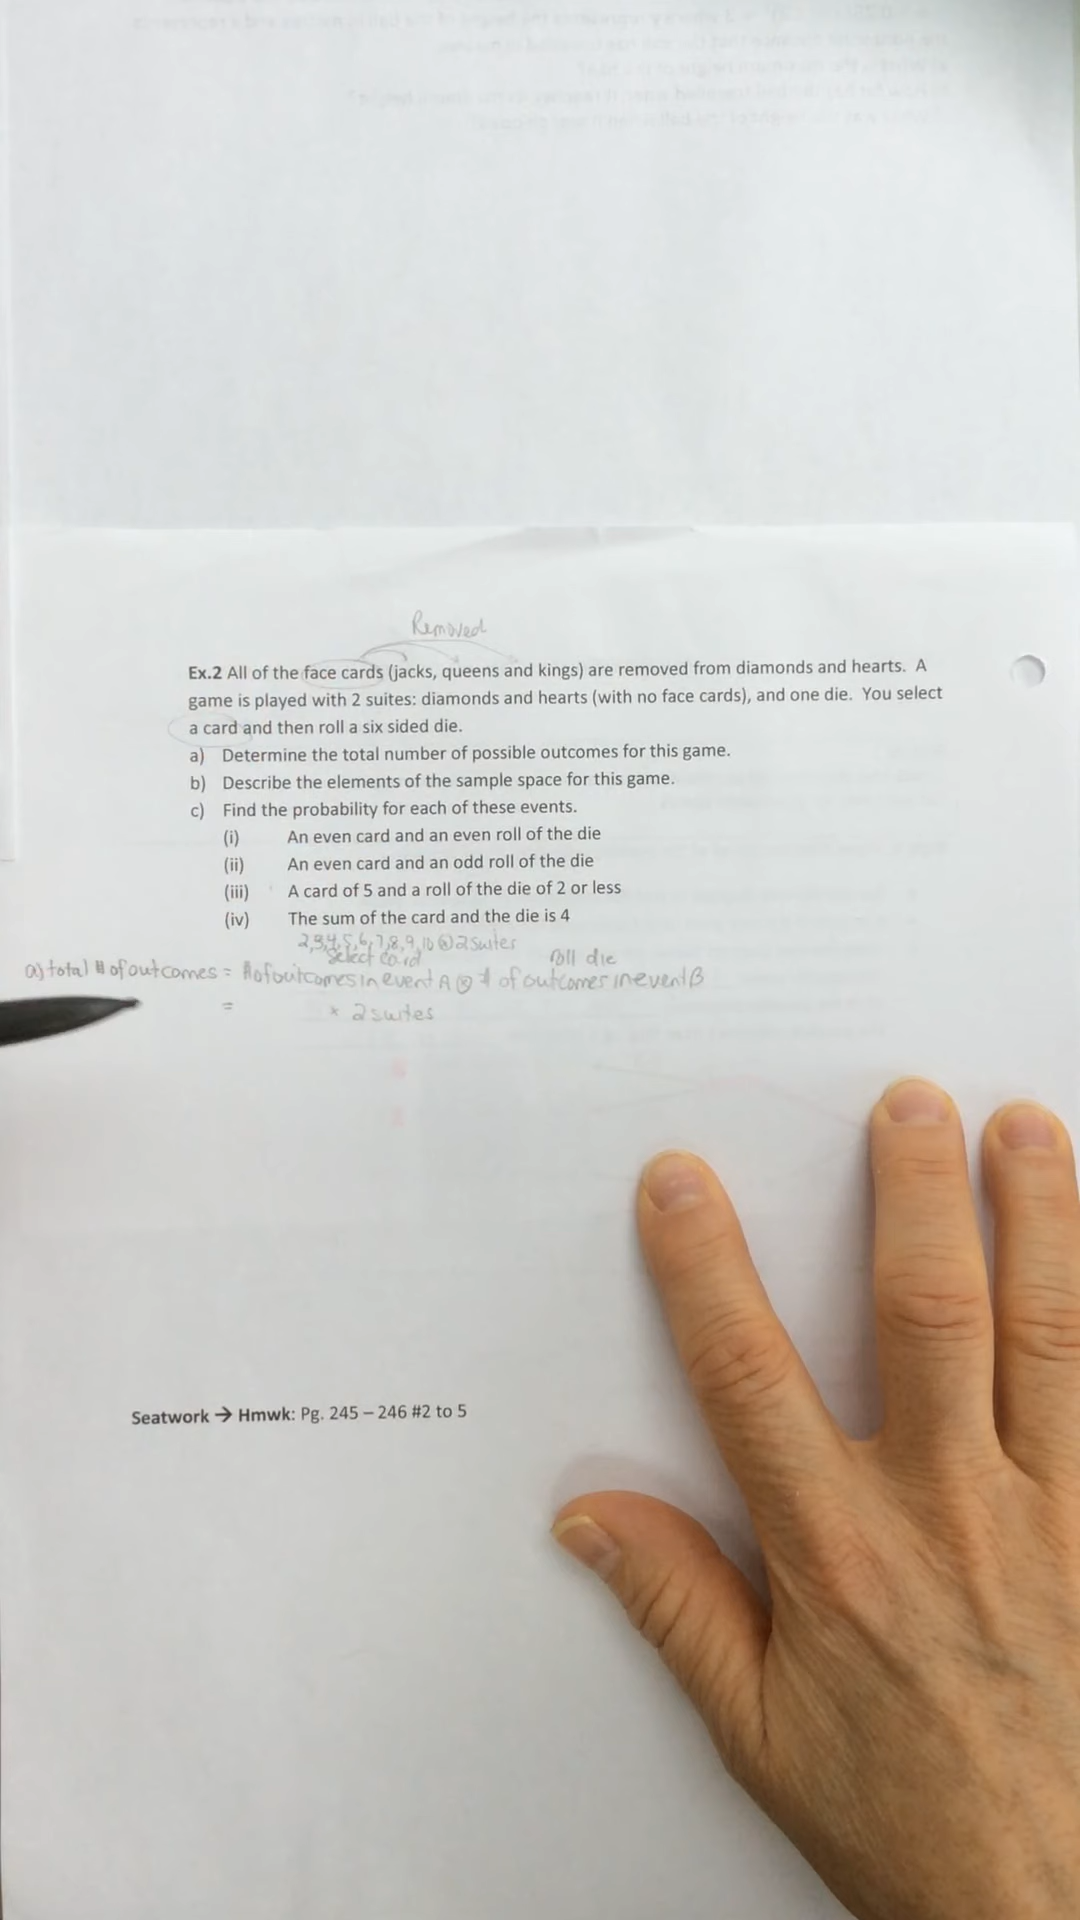 Removed
Ex.2 All of the face cards (jacks, queens and kings) are removed from diamonds and hearts. A
game is played with 2 suites: diamonds and hearts (with no face cards), and one die. You select
a card and then roll a six sided die.
a) Determine the total number of possible outcomes for this game.
b) Describe the elements of the sample space for this game.
c) Find the probability for each of these events.
(i) An even card and an even roll of the die
(ii) An even card and an odd roll of the die
(iii) A card of 5 and a roll of the die of 2 or less
(iv) The sum of the card and the die is 4
2,3,4,5,6,7,8,9,10 @ 2 suites
Select card Roll die
a) total # of outcomes = # of outcomes in event A ⊗ # of outcomes in event B
= × 2 suites
Seatwork → Hmwk: Pg. 245 – 246 #2 to 5